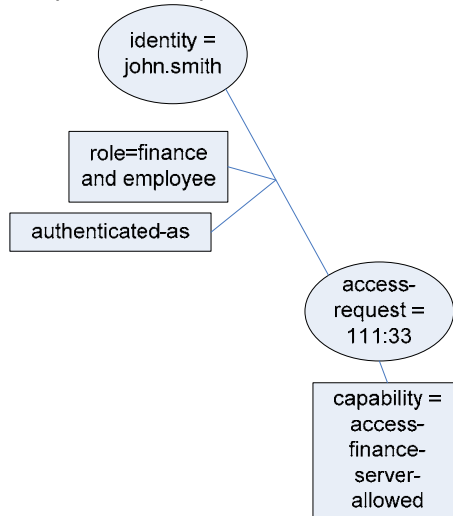 identity =
john.smith
role=finance
and employee
authenticated-as
access-
request =
111:33
capability =
access-
finance-
server-
allowed